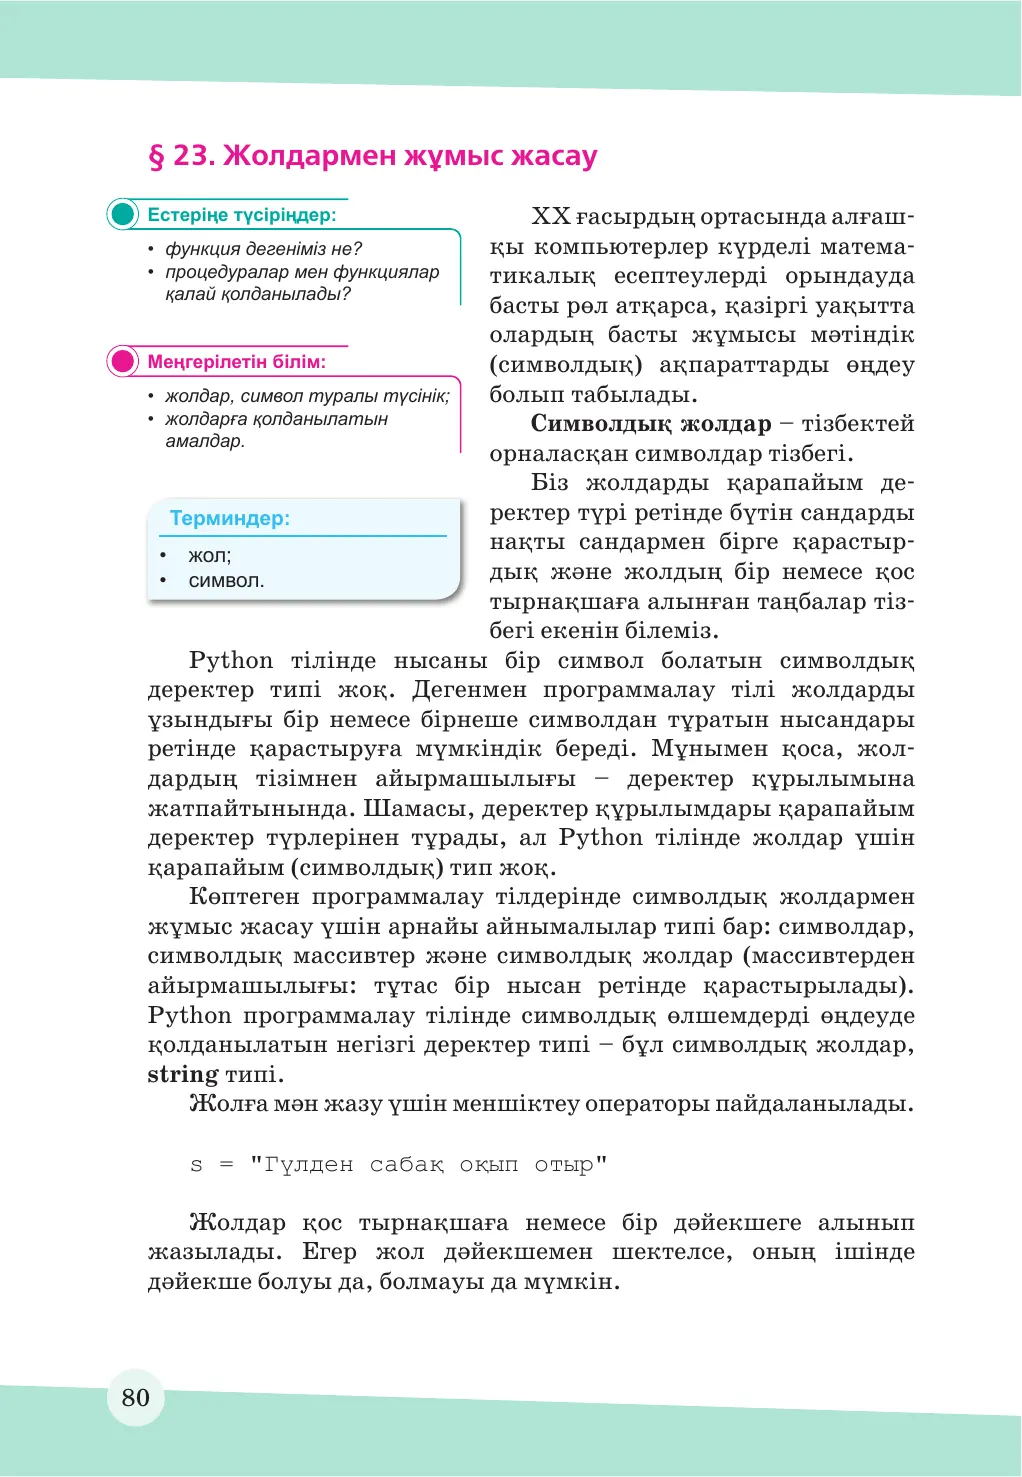 § 23. Жолдармен жұмыс жасау
Естеріңе түсіріңдер:
• функция дегеніміз не?
• процедуралар мен функциялар
қалай қолданылады?
Меңгерілетін білім:
• жолдар, символ туралы түсінік;
• жолдарға қолданылатын
амалдар.
Терминдер:
• жол;
• символ.
XX ғасырдың ортасында алғаш-
қы компьютерлер күрделі матема-
тикалық есептеулерді орындауда
басты рөл атқарса, қазіргі уақытта
олардың басты жұмысы мәтіндік
(символдық) ақпараттарды өңдеу
болып табылады.
Символдық жолдар – тізбектей
орналасқан символдар тізбегі.
Біз жолдарды қарапайым де-
ректер түрі ретінде бүтін сандарды
нақты сандармен бірге қарастыр-
дық және жолдың бір немесе қос
тырнақшаға алынған таңбалар тіз-
бегі екенін білеміз.
Python тілінде нысаны бір символ болатын символдық
деректер типі жоқ. Дегенмен программалау тілі жолдарды
ұзындығы бір немесе бірнеше символдан тұратын нысандары
ретінде қарастыруға мүмкіндік береді. Мұнымен қоса, жол-
дардың тізімнен айырмашылығы – деректер құрылымына
жатпайтынында. Шамасы, деректер құрылымдары қарапайым
деректер түрлерінен тұрады, ал Python тілінде жолдар үшін
қарапайым (символдық) тип жоқ.
Көптеген программалау тілдерінде символдық жолдармен
жұмыс жасау үшін арнайы айнымалылар типі бар: символдар,
символдық массивтер және символдық жолдар (массивтерден
айырмашылығы: тұтас бір нысан ретінде қарастырылады).
Python программалау тілінде символдық өлшемдерді өңдеуде
қолданылатын негізгі деректер типі – бұл символдық жолдар,
string типі.
Жолға мән жазу үшін меншіктеу операторы пайдаланылады.
s = "Гүлден сабақ оқып отыр"
Жолдар қос тырнақшаға немесе бір дәйекшеге алынып
жазылады. Егер жол дәйекшемен шектелсе, оның ішінде
дәйекше болуы да, болмауы да мүмкін.
80